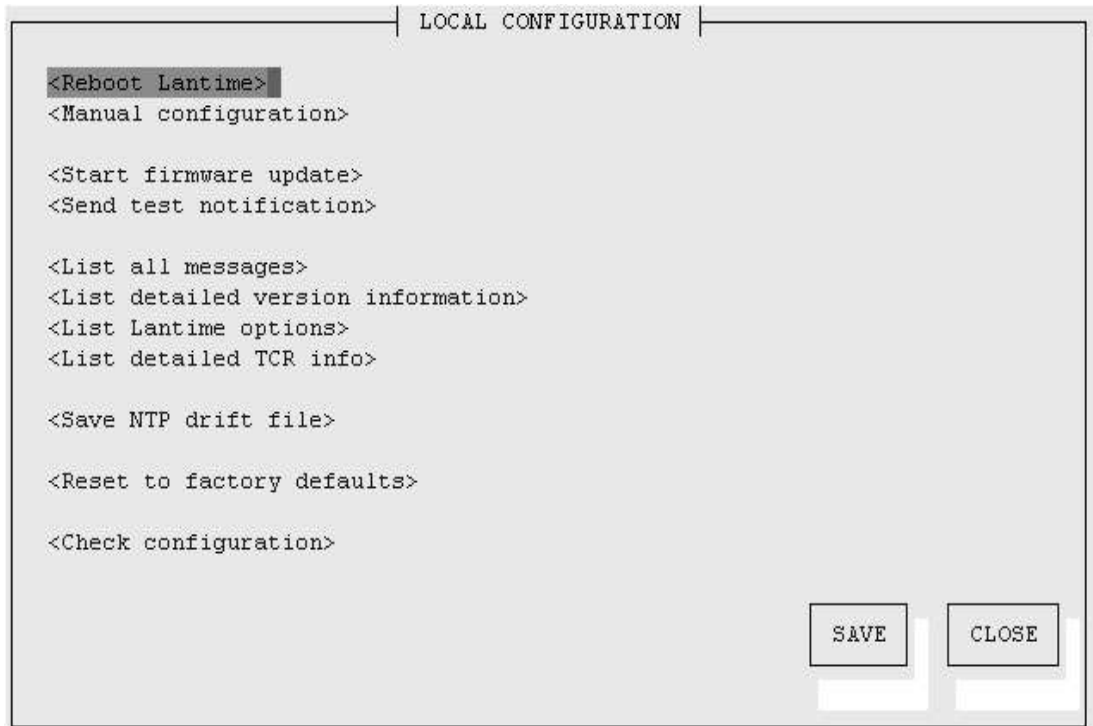 LOCAL CONFIGURATION
<Reboot Lantime>
<Manual configuration>
<Start firmware update>
<Send test notification>
<List all messages>
<List detailed version information>
<List Lantime options>
<List detailed TCR info>
<Save NTP drift file>
<Reset to factory defaults>
<Check configuration>
SAVE CLOSE